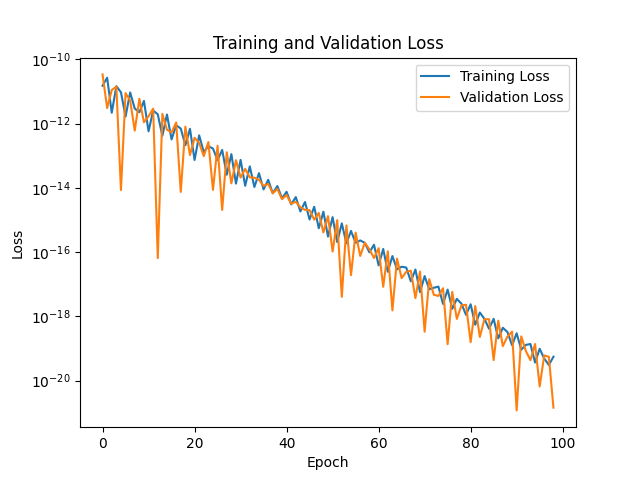 Training and Validation Loss
Training Loss
Validation Loss
10⁻¹⁰
10⁻¹²
10⁻¹⁴
10⁻¹⁶
10⁻¹⁸
10⁻²⁰
Loss
0 20 40 60 80 100
Epoch